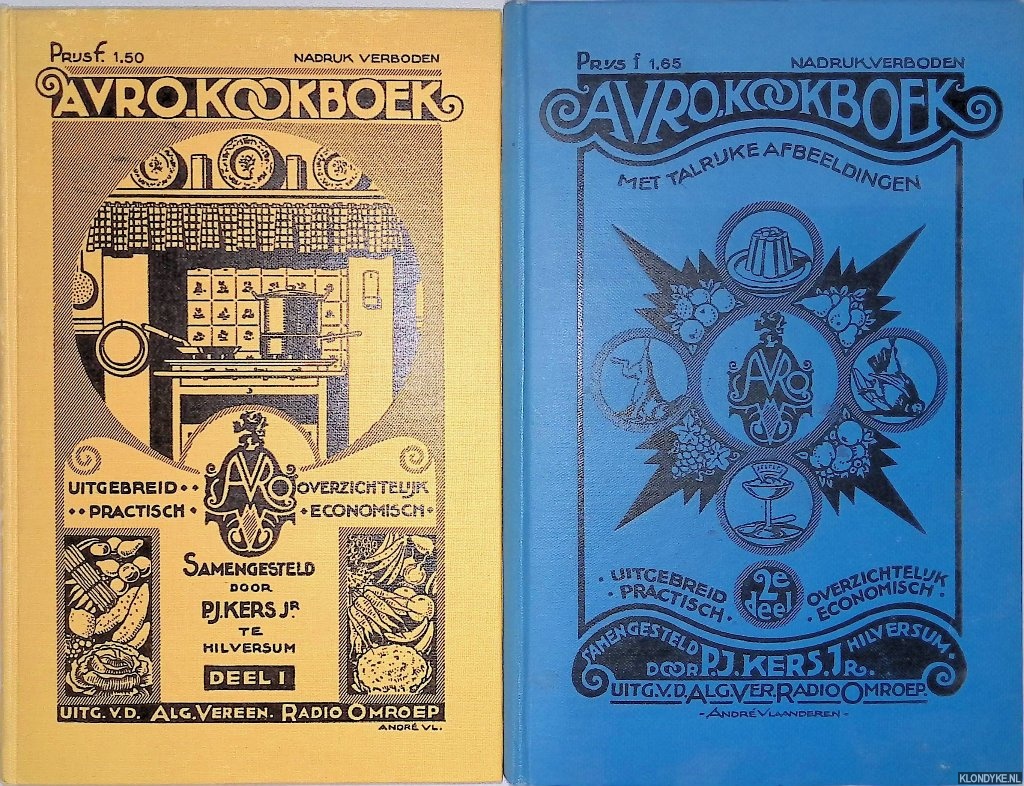 PRIJS f. 1.50 NADRUK VERBODEN
AVRO.KOOKBOEK
AVRO
UITGEBREID OVERZICHTELIJK
PRACTISCH ECONOMISCH
SAMENGESTELD
DOOR
P.J. KERS JR
TE
HILVERSUM
DEEL I
UITG. V.D. ALG. VEREEN. RADIO OMROEP
ANDRÉ VL.
PRIJS f 1.65 NADRUK VERBODEN
AVRO.KOOKBOEK
MET TALRIJKE AFBEELDINGEN
AVRO
UITGEBREID OVERZICHTELIJK
PRACTISCH ECONOMISCH
2e deel
SAMENGESTELD DOOR P.J. KERS. JR. HILVERSUM
UITG. V.D. ALG. VER. RADIO OMROEP.
- ANDRÉ VLAANDEREN -
KLONDYKE.NL